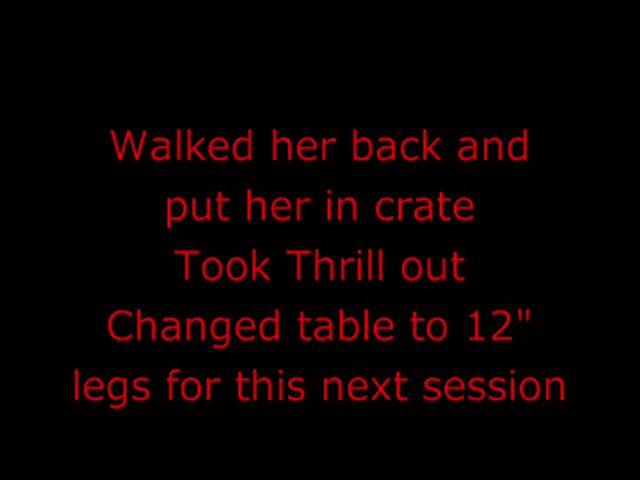 Walked her back and
put her in crate
Took Thrill out
Changed table to 12"
legs for this next session